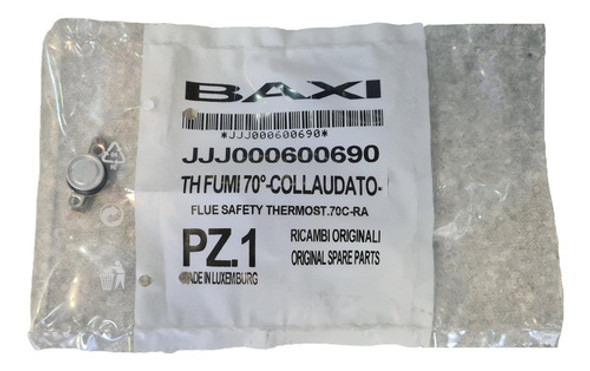 BAXI
*JJJ000600690*
JJJ000600690
TH FUMI 70°-COLLAUDATO-
FLUE SAFETY THERMOST.70C-RA
PZ.1
RICAMBI ORIGINALI
ORIGINAL SPARE PARTS
MADE IN LUXEMBURG